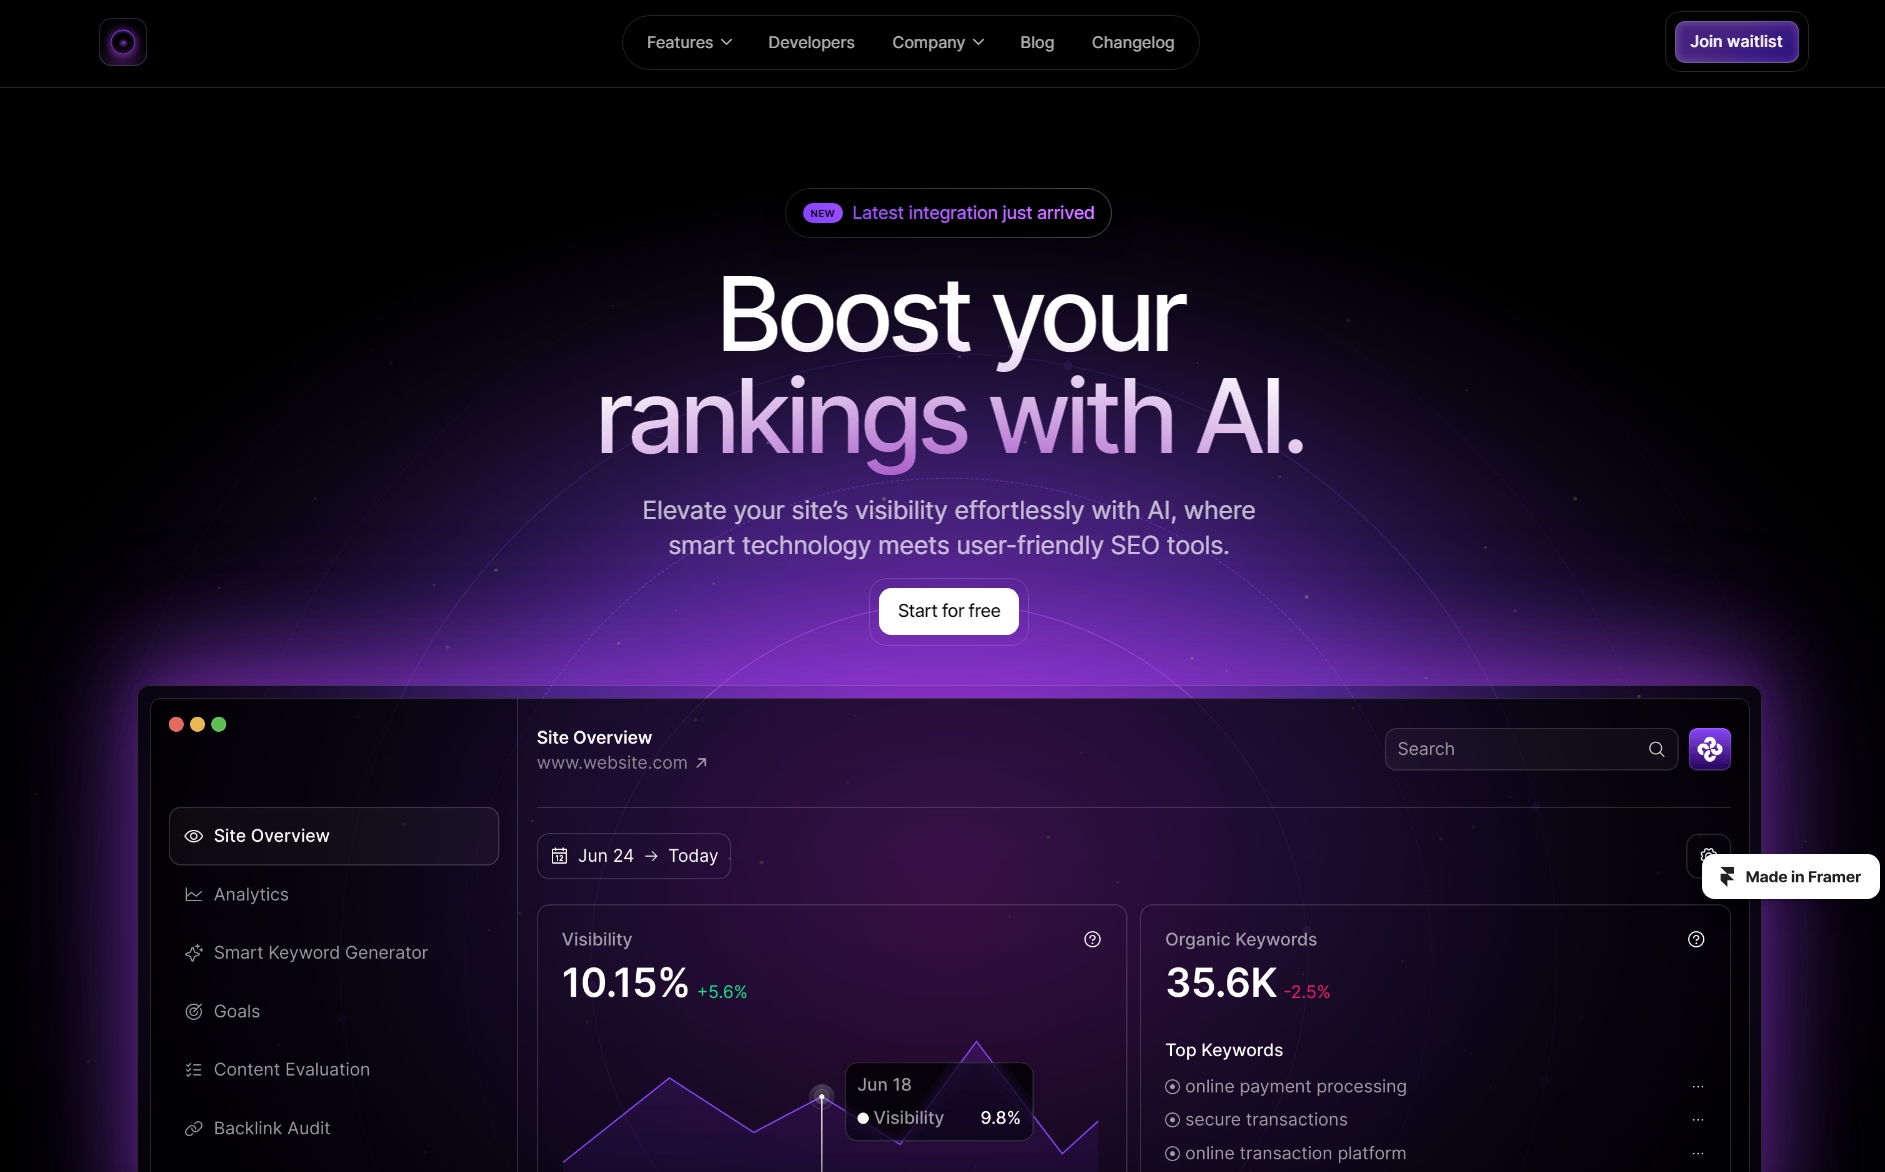 Features
Developers
Company
Blog
Changelog
Join waitlist
NEW Latest integration just arrived
Boost your
rankings with AI.
Elevate your site’s visibility effortlessly with AI, where
smart technology meets user-friendly SEO tools.
Start for free
Site Overview
www.website.com
Search
Site Overview
Analytics
Smart Keyword Generator
Goals
Content Evaluation
Backlink Audit
12 Jun 24 → Today
Made in Framer
Visibility
10.15% +5.6%
Jun 18
Visibility 9.8%
Organic Keywords
35.6K -2.5%
Top Keywords
online payment processing ...
secure transactions ...
online transaction platform ...